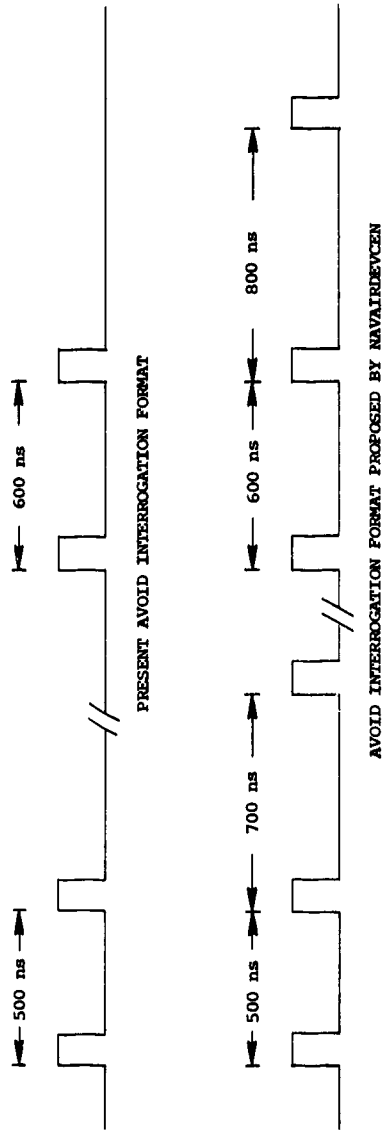 500 ns
600 ns
PRESENT AVOID INTERROGATION FORMAT
500 ns
700 ns
600 ns
800 ns
AVOID INTERROGATION FORMAT PROPOSED BY NAVAIRDEVCEN